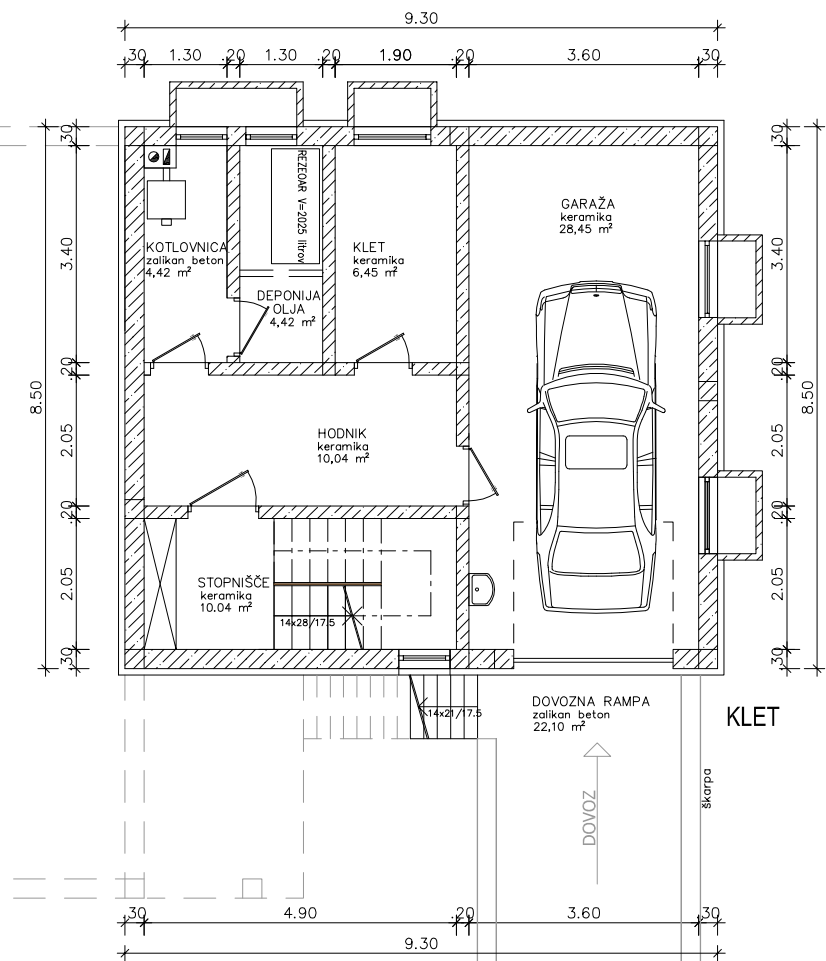 9.30
.30 1.30 .20 1.30 .20 1.90 .20 3.60 .30
.30
3.40
.20
2.05
.20
2.05
.30
8.50
REZEOAR V=2025 litrov
KOTLOVNICA
zalikan beton
4,42 m²
DEPONIJA
OLJA
4,42 m²
KLET
keramika
6,45 m²
GARAŽA
keramika
28,45 m²
HODNIK
keramika
10,04 m²
STOPNIŠČE
keramika
10.04 m²
14x28/17.5
.30
3.40
.20
2.05
.20
2.05
.30
8.50
14x21/17.5
DOVOZNA RAMPA
zalikan beton
22,10 m²
KLET
DOVOZ
škarpa
.30 4.90 .20 3.60 .30
9.30